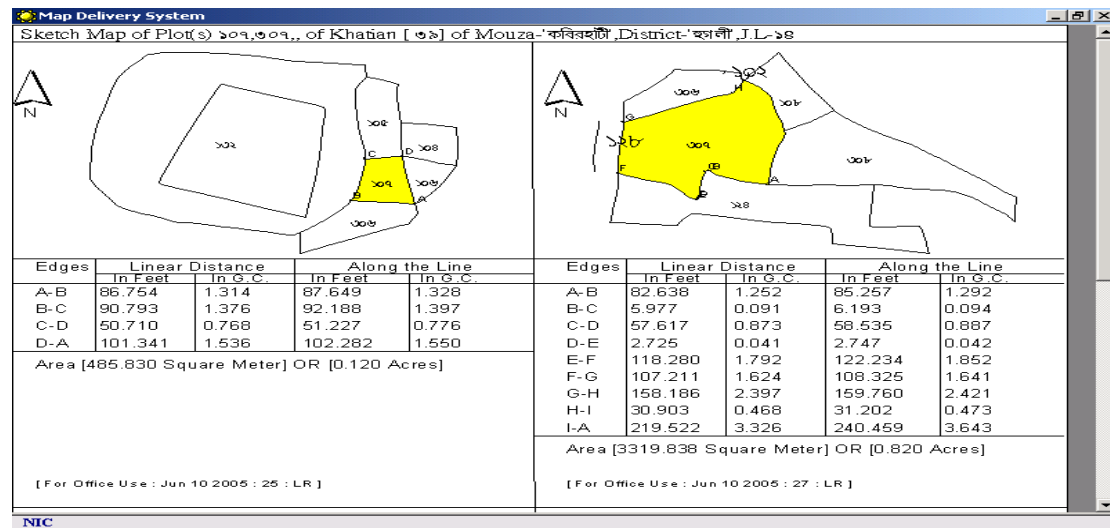 Map Delivery System
Sketch Map of Plot(s) ১০৭,৩০৭,, of Khatian [ ৩৯] of Mouza-'কবিরহাটী',District-'হুগলী',J.L-১৪
N
১০৫
১৩২
C
D
১০৪
১০৭
B
A
১০৬
N
H
G
৩০৭
F
A
২৪
Edges Linear Distance Along the Line
In Feet In G.C. In Feet In G.C.
A-B 86.754 1.314 87.649 1.328
B-C 90.793 1.376 92.188 1.397
C-D 50.710 0.768 51.227 0.776
D-A 101.341 1.536 102.282 1.550
Area [485.830 Square Meter] OR [0.120 Acres]
[For Office Use : Jun 10 2005 : 25 : LR ]
Edges Linear Distance Along the Line
In Feet In G.C. In Feet In G.C.
A-B 82.638 1.252 85.257 1.292
B-C 5.977 0.091 6.193 0.094
C-D 57.617 0.873 58.535 0.887
D-E 2.725 0.041 2.747 0.042
E-F 118.280 1.792 122.234 1.852
F-G 107.211 1.624 108.325 1.641
G-H 158.186 2.397 159.760 2.421
H-I 30.903 0.468 31.202 0.473
I-A 219.522 3.326 240.459 3.643
Area [3319.838 Square Meter] OR [0.820 Acres]
[For Office Use : Jun 10 2005 : 27 : LR ]
NIC